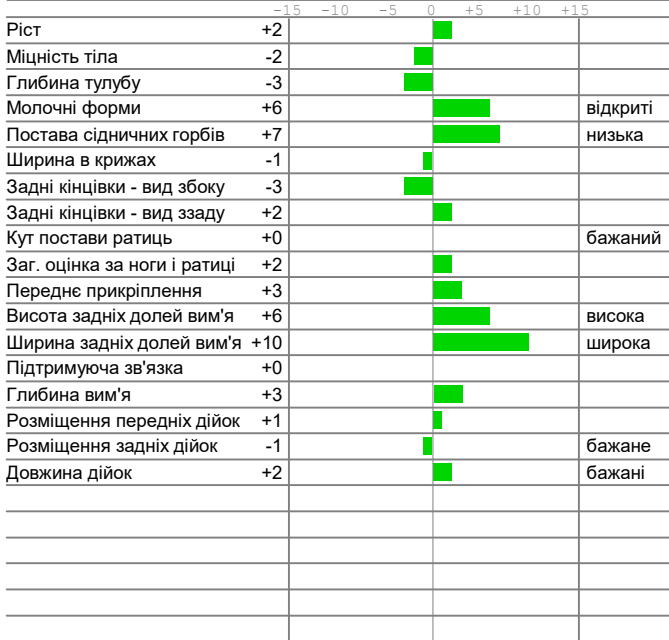 -15 -10 -5 0 +5 +10 +15
Ріст +2
Міцність тіла -2
Глибина тулубу -3
Молочні форми +6 відкриті
Постава сідничних горбів +7 низька
Ширина в крижах -1
Задні кінцівки - вид збоку -3
Задні кінцівки - вид ззаду +2
Кут постави ратиць +0 бажаний
Заг. оцінка за ноги і ратиці +2
Переднє прикріплення +3
Висота задніх долей вим'я +6 висока
Ширина задніх долей вим'я +10 широка
Підтримуюча зв'язка +0
Глибина вим'я +3
Розміщення передніх дійок +1
Розміщення задніх дійок -1 бажане
Довжина дійок +2 бажані